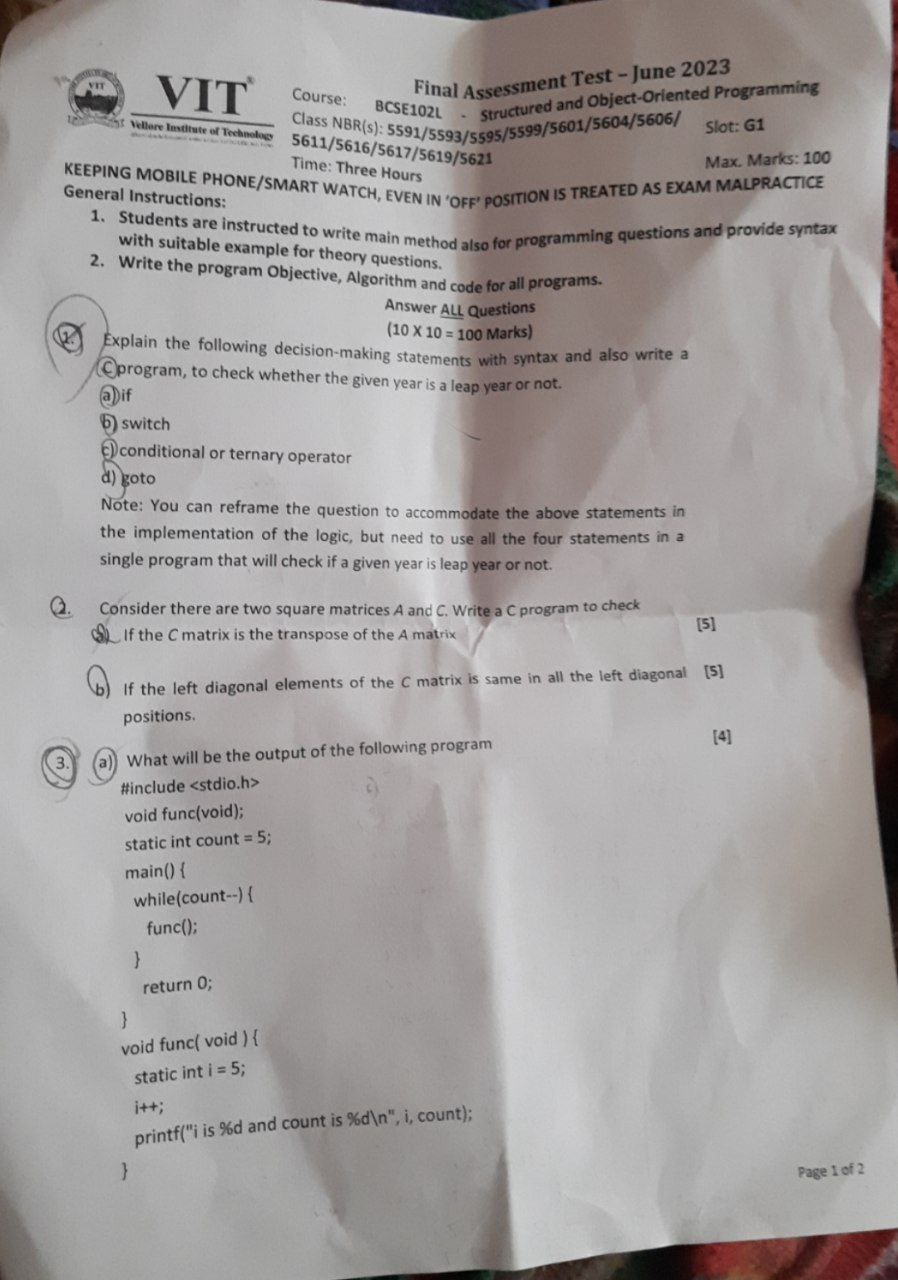 VIT
Vellore Institute of Technology
Final Assessment Test – June 2023
Course: BCSE102L - Structured and Object-Oriented Programming
Class NBR(s): 5591/5593/5595/5599/5601/5604/5606/
5611/5616/5617/5619/5621
Slot: G1
Time: Three Hours
Max. Marks: 100
KEEPING MOBILE PHONE/SMART WATCH, EVEN IN 'OFF' POSITION IS TREATED AS EXAM MALPRACTICE
General Instructions:
1. Students are instructed to write main method also for programming questions and provide syntax
with suitable example for theory questions.
2. Write the program Objective, Algorithm and code for all programs.
Answer ALL Questions
(10 X 10 = 100 Marks)
1. Explain the following decision-making statements with syntax and also write a
C program, to check whether the given year is a leap year or not.
a) if
b) switch
c) conditional or ternary operator
d) goto
Note: You can reframe the question to accommodate the above statements in
the implementation of the logic, but need to use all the four statements in a
single program that will check if a given year is leap year or not.
2. Consider there are two square matrices A and C. Write a C program to check
a) If the C matrix is the transpose of the A matrix [5]
b) If the left diagonal elements of the C matrix is same in all the left diagonal [5]
positions.
3. a) What will be the output of the following program [4]
#include <stdio.h>
void func(void);
static int count = 5;
main() {
while(count--) {
func();
}
return 0;
}
void func( void ) {
static int i = 5;
i++;
printf("i is %d and count is %d\n", i, count);
}
Page 1 of 2